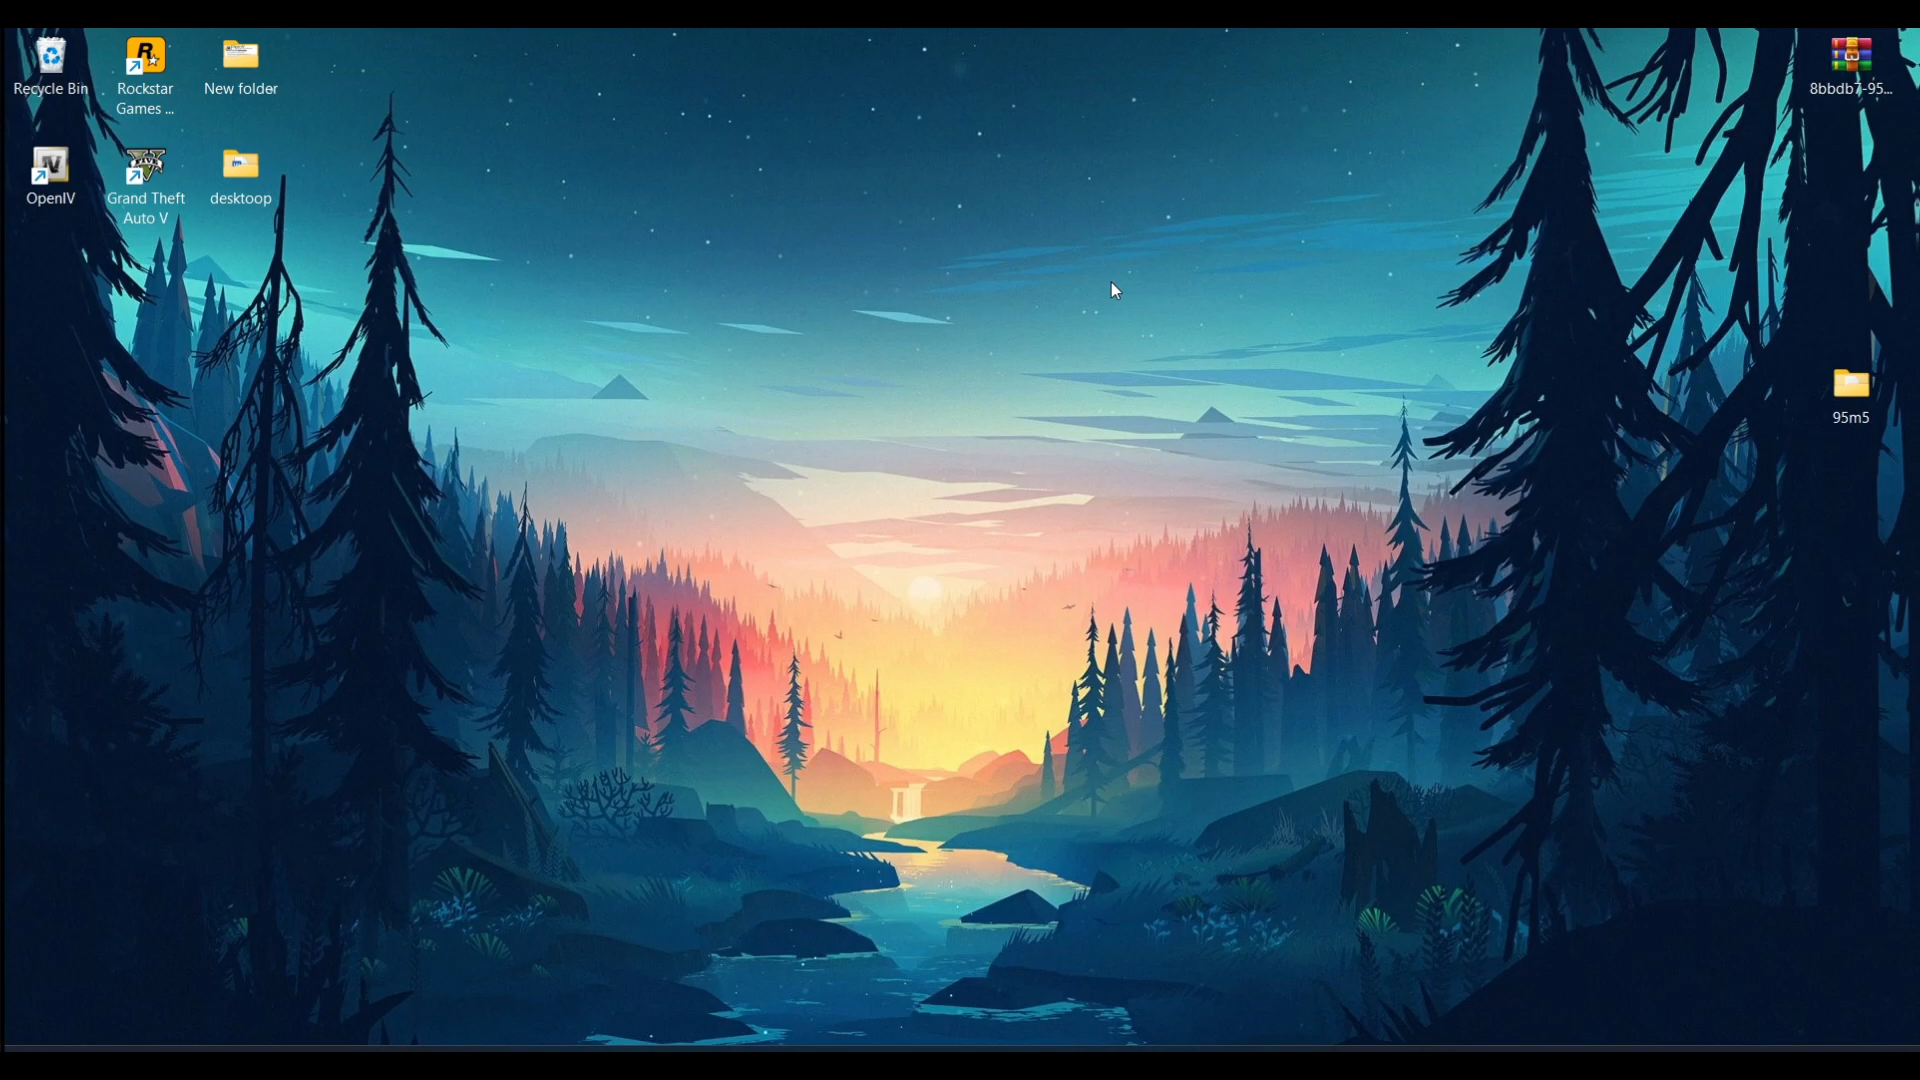 Recycle Bin
Rockstar
Games ...
New folder
8bbdb7-95...
OpenIV
Grand Theft
Auto V
desktoop
95m5